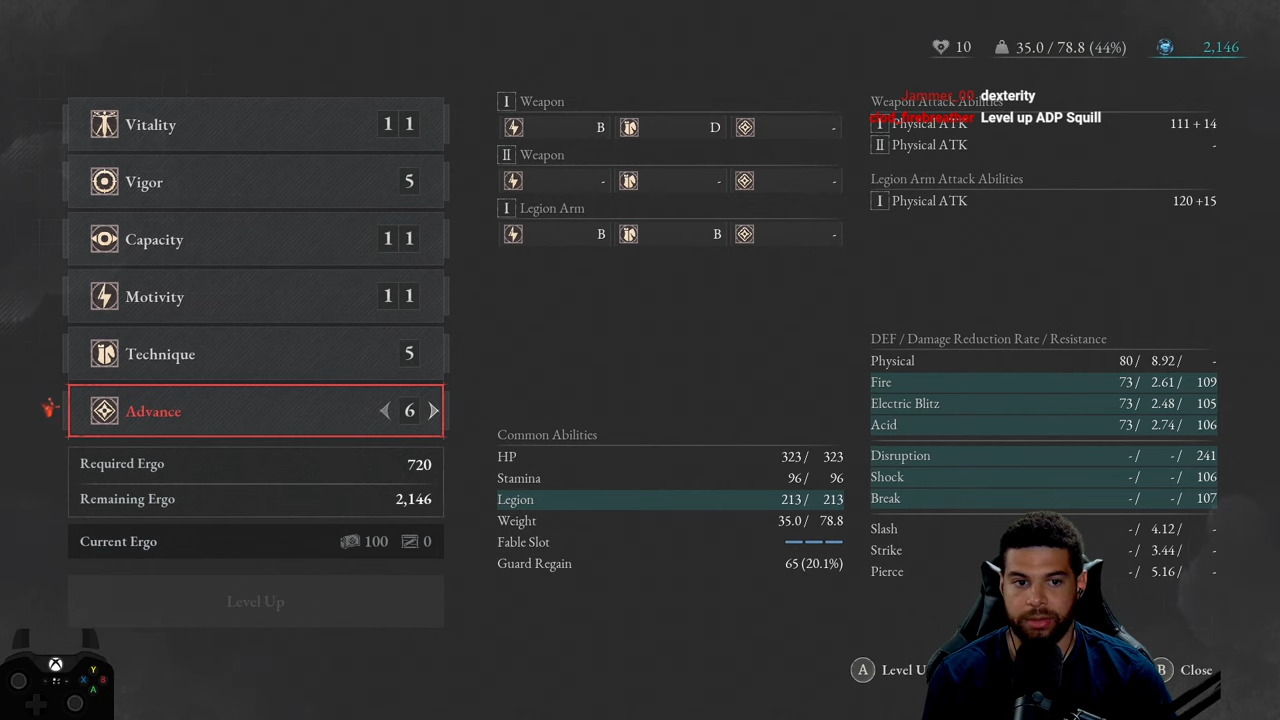 10 35.0 / 78.8 (44%) 2,146
Vitality 1 1
Vigor 5
Capacity 1 1
Motivity 1 1
Technique 5
Advance 6
Required Ergo 720
Remaining Ergo 2,146
Current Ergo 100 0
Level Up
I Weapon
B D -
II Weapon
- - -
I Legion Arm
B B -
Common Abilities
HP 323/ 323
Stamina 96/ 96
Legion 213/ 213
Weight 35.0/ 78.8
Fable Slot
Guard Regain 65 (20.1%)
Jammer_00 dexterity
Weapon Attack Abilities
firebreather Level up ADP Squill
I Physical ATK 111 + 14
II Physical ATK -
Legion Arm Attack Abilities
I Physical ATK 120 +15
DEF / Damage Reduction Rate / Resistance
Physical 80/ 8.92/ -
Fire 73/ 2.61/ 109
Electric Blitz 73/ 2.48/ 105
Acid 73/ 2.74/ 106
Disruption -/ -/ 241
Shock -/ -/ 106
Break -/ -/ 107
Slash -/ 4.12/ -
Strike -/ 3.44/ -
Pierce -/ 5.16/ -
A Level U B Close
Y
X B
A